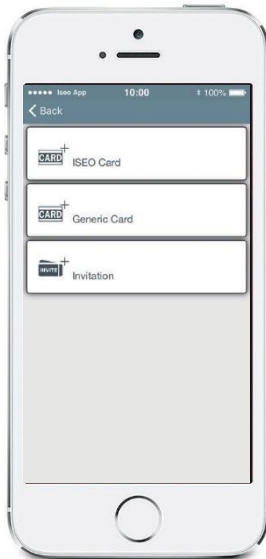 Iseo App 10:00 100%
Back
CARD ISEO Card
CARD Generic Card
INVITE Invitation